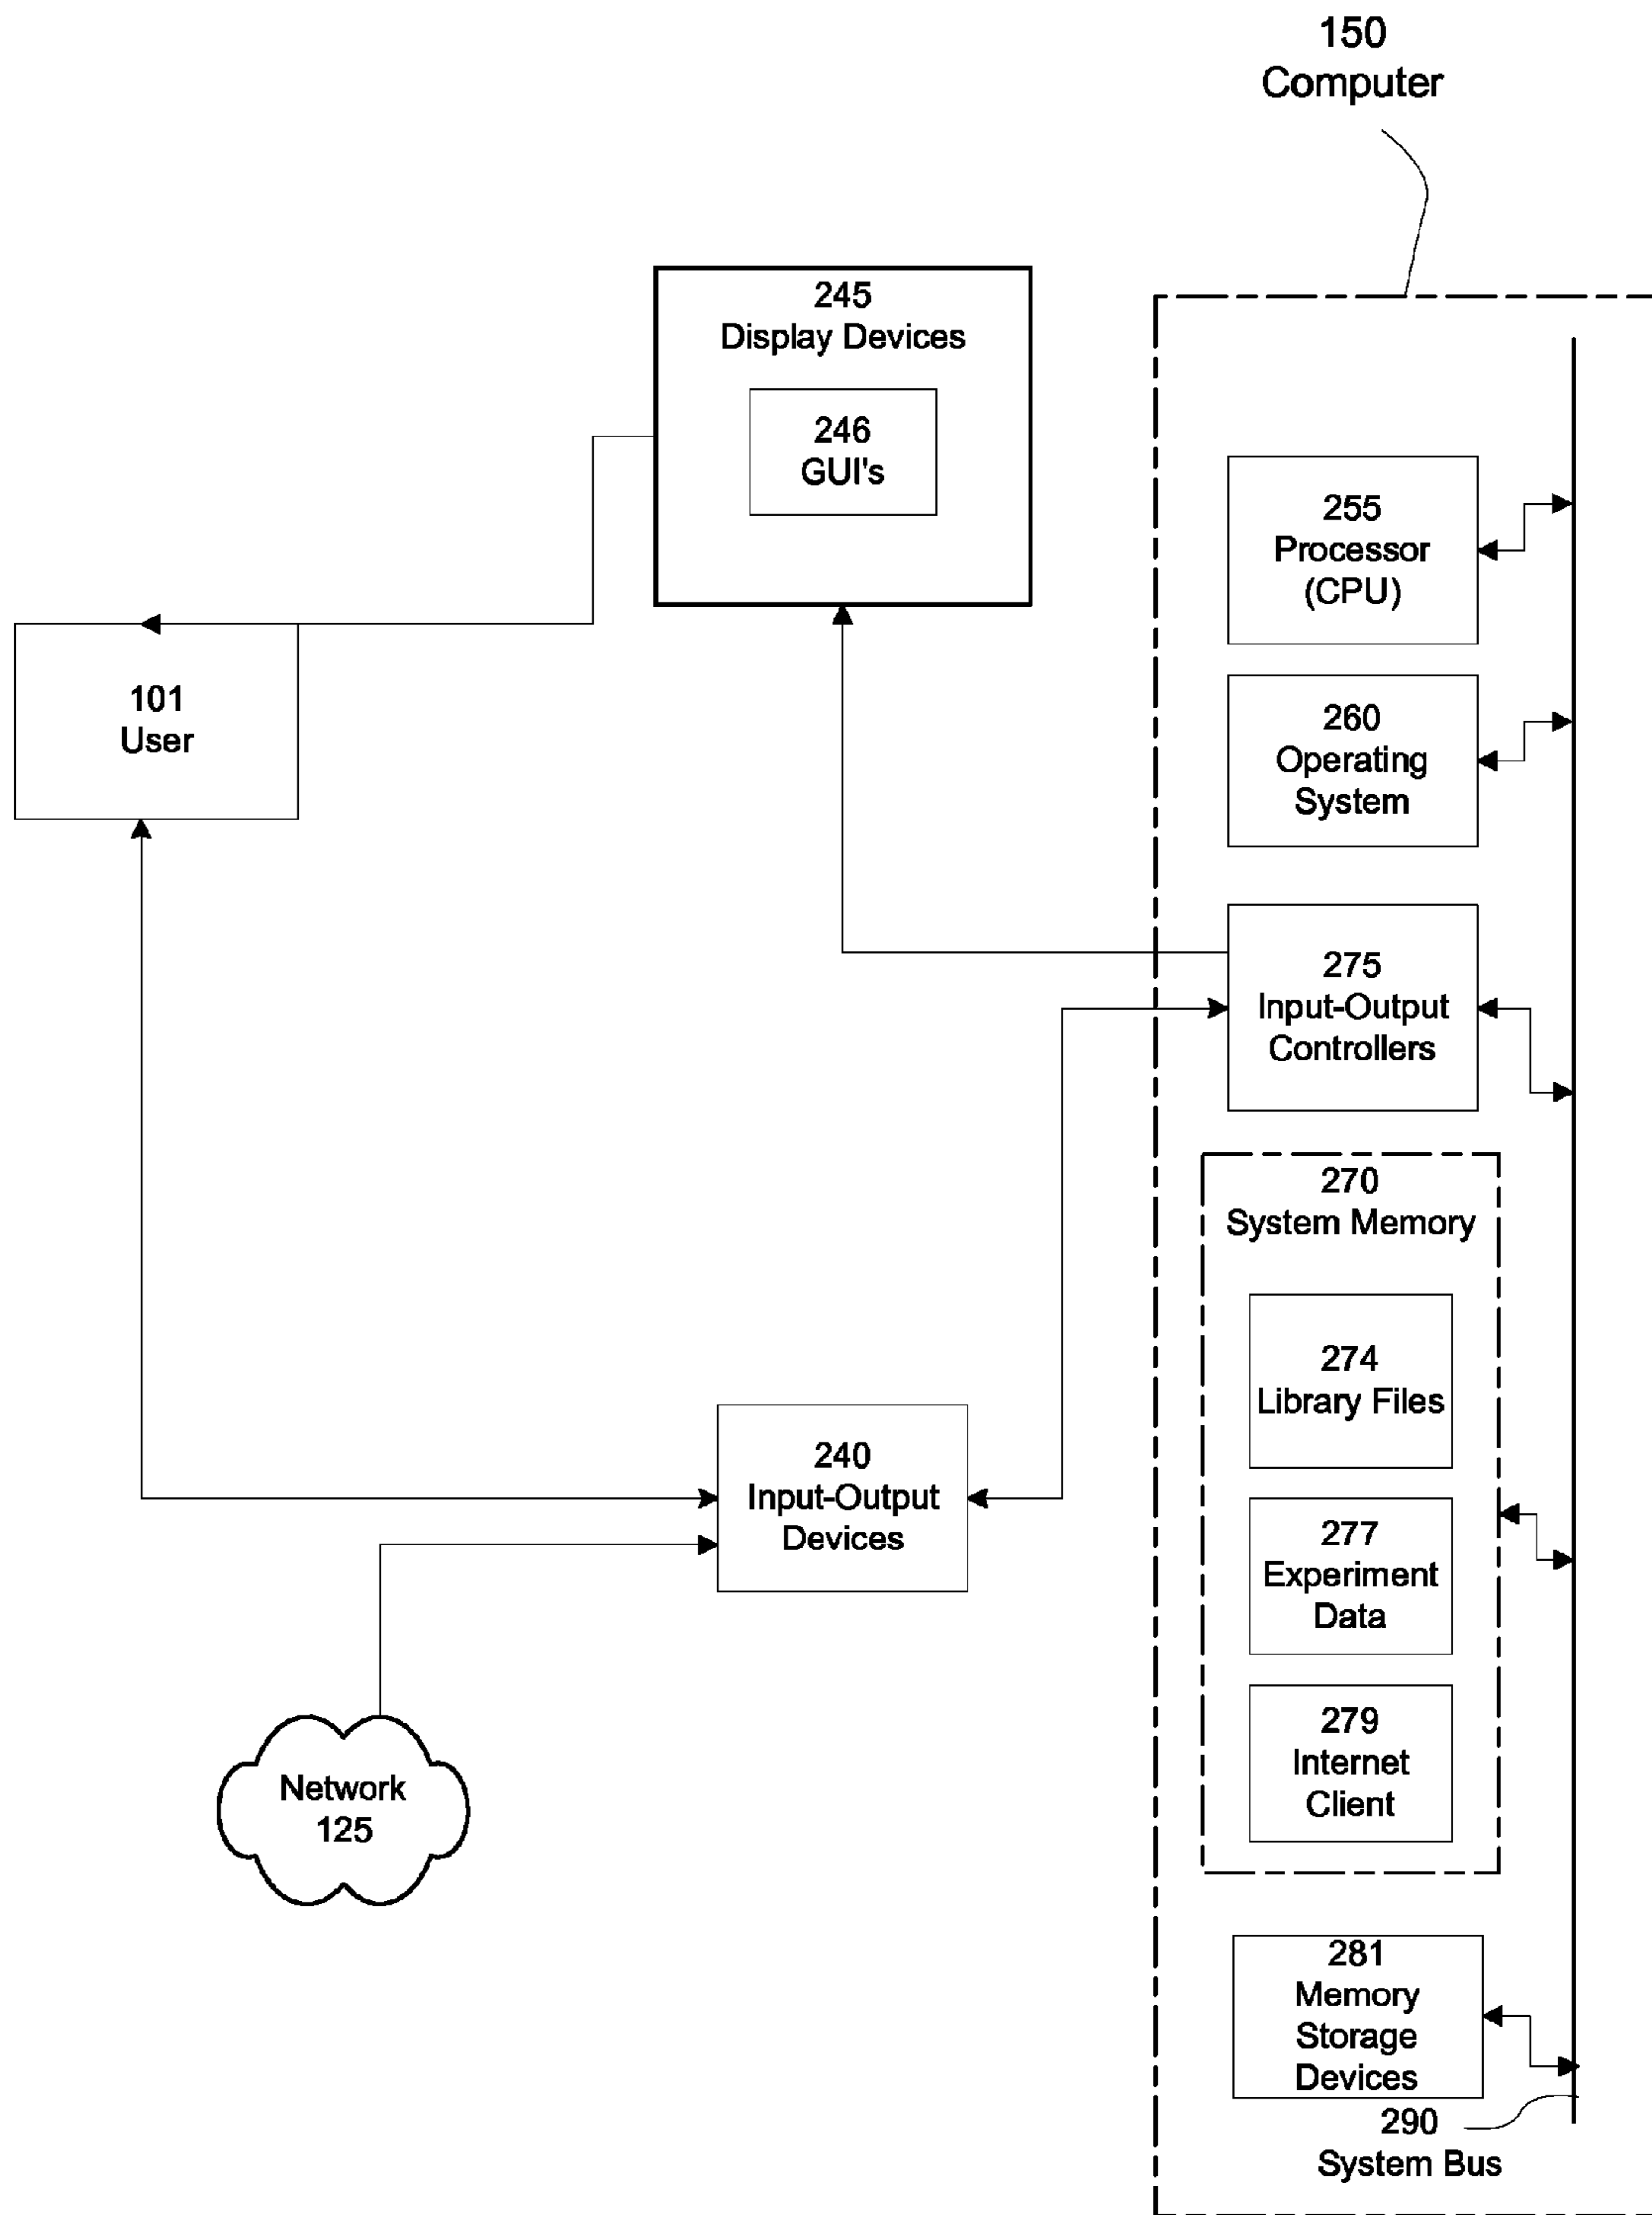 150
Computer
245
Display Devices
246
GUI's
255
Processor
(CPU)
101
User
260
Operating
System
275
Input-Output
Controllers
270
System Memory
274
Library Files
240
Input-Output
Devices
277
Experiment
Data
279
Internet
Client
Network
125
281
Memory
Storage
Devices
290
System Bus